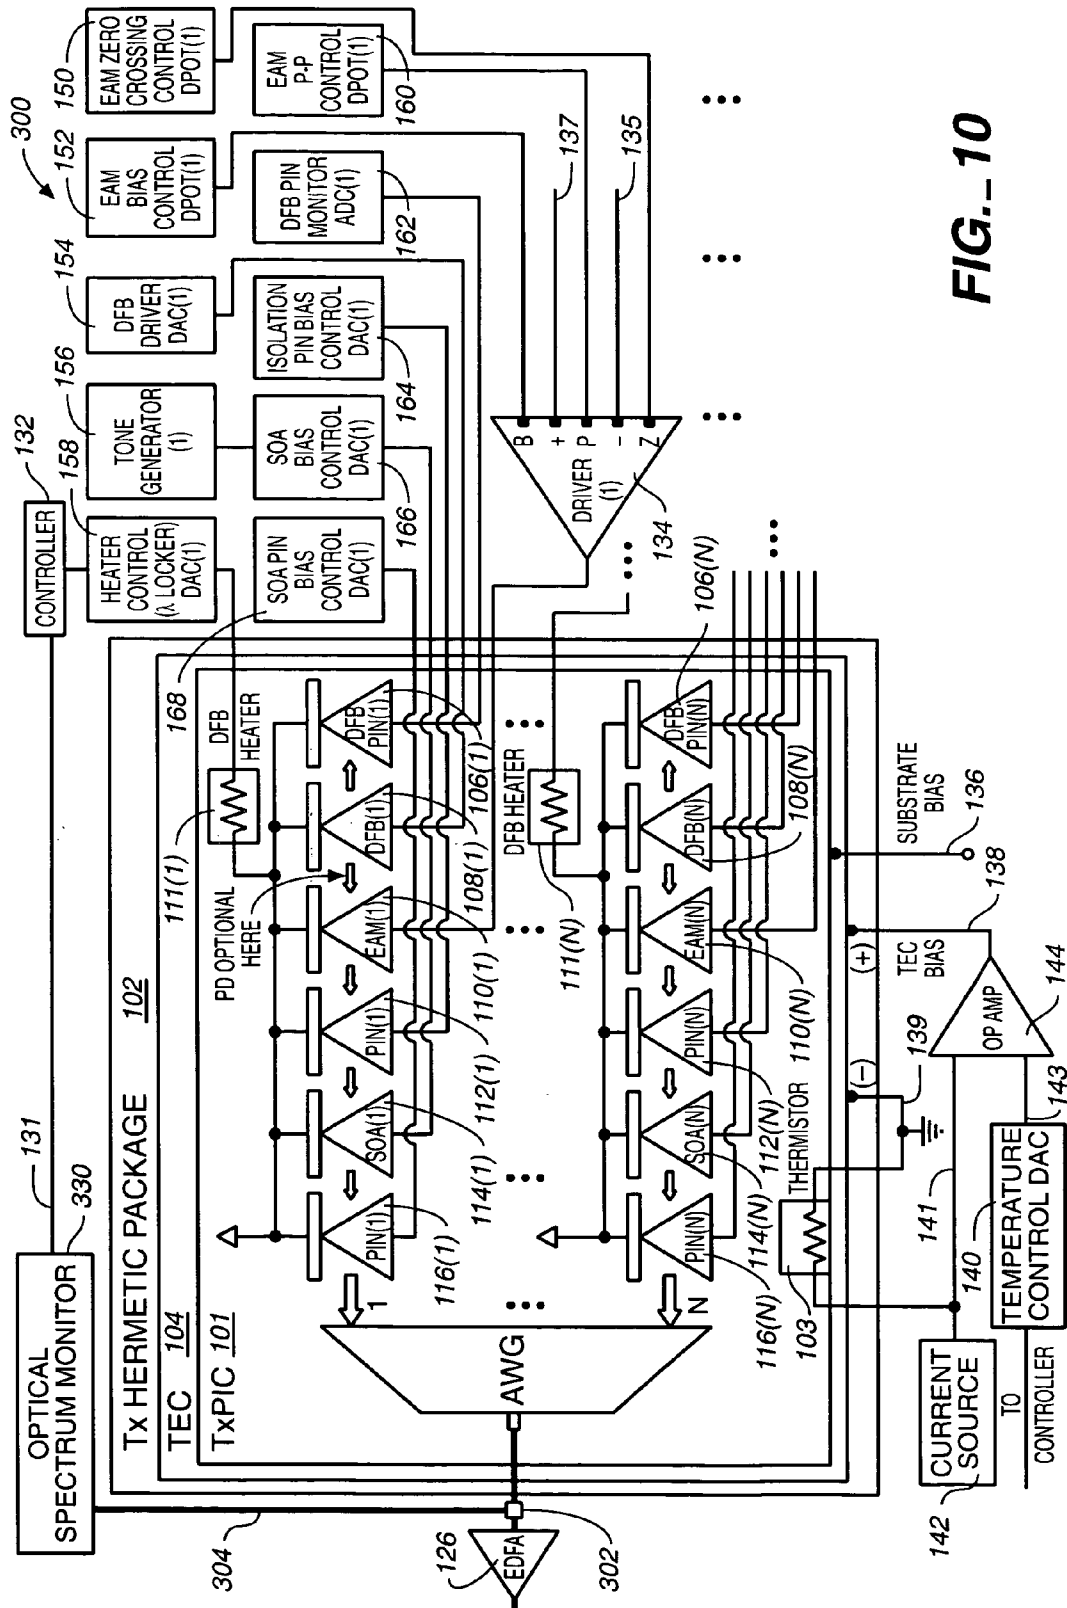 300
131
330
OPTICAL
SPECTRUM MONITOR
304
132
CONTROLLER
158
HEATER
CONTROL
(λ LOCKER)
DAC(1)
156
TONE
GENERATOR
(1)
154
DFB
DRIVER
DAC(1)
152
EAM
BIAS
CONTROL
DPOT(1)
150
EAM ZERO
CROSSING
CONTROL
DPOT(1)
168
SOA PIN
BIAS
CONTROL
DAC(1)
166
SOA
BIAS
CONTROL
DAC(1)
164
ISOLATION
PIN BIAS
CONTROL
DAC(1)
162
DFB PIN
MONITOR
ADC(1)
160
EAM
P-P
CONTROL
DPOT(1)
Tx HERMETIC PACKAGE 102
TEC 104
TxPIC 101
111(1)
DFB
HEATER
PD OPTIONAL
HERE
PIN(1)
SOA(1)
PIN(1)
EAM(1)
DFB(1)
DFB
PIN(1)
116(1)
114(1)
112(1)
110(1)
108(1)
106(1)
1
AWG
N
126
EDFA
302
DFB HEATER
111(N)
PIN(N)
SOA(N)
PIN(N)
EAM(N)
DFB(N)
DFB
PIN(N)
116(N)
114(N)
112(N)
110(N)
108(N)
106(N)
DRIVER
(1)
B
+
P
-
Z
134
137
135
THERMISTOR
103
(-)
(+)
139
TEC
BIAS
138
SUBSTRATE
BIAS
136
141
OP AMP
144
143
140
TEMPERATURE
CONTROL DAC
CURRENT
SOURCE
142
TO
CONTROLLER
FIG._10